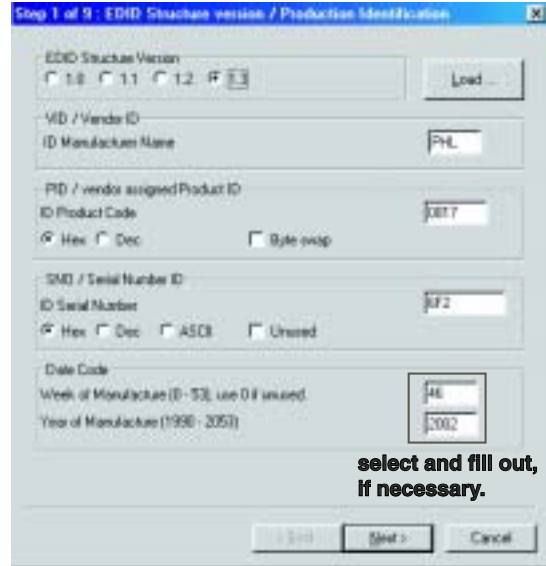 Step 1 of 9 : EDID Structure version / Production Identification
EDID Structure Version
1.0 1.1 1.2 1.3
Load ...
VID / Vendor ID
ID Manufacturer Name
PHL
PID / vendor assigned Product ID
ID Product Code
0817
Hex Dec Byte swap
SNO / Serial Number ID
ID Serial Number
6F2
Hex Dec ASCII Unused
Date Code
Week of Manufacture (0 - 53), use 0 if unused.
46
Year of Manufacture (1990 - 2053)
2002
select and fill out,
if necessary.
Next >
Cancel